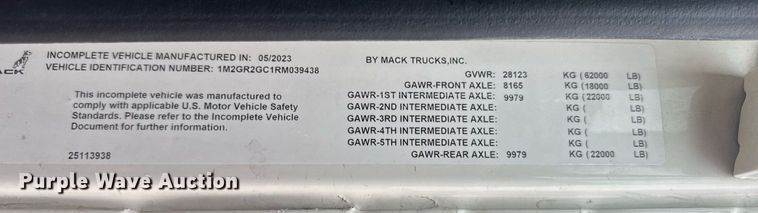 MACK
INCOMPLETE VEHICLE MANUFACTURED IN: 05/2023
VEHICLE IDENTIFICATION NUMBER: 1M2GR2GC1RM039438
This incomplete vehicle was manufactured to
comply with applicable U.S. Motor Vehicle Safety
Standards. Please refer to the Incomplete Vehicle
Document for further information.
25113938
BY MACK TRUCKS,INC.
GVWR: 28123 KG (62000 LB)
GAWR-FRONT AXLE: 8165 KG (18000 LB)
GAWR-1ST INTERMEDIATE AXLE: 9979 KG (22000 LB)
GAWR-2ND INTERMEDIATE AXLE: KG ( LB)
GAWR-3RD INTERMEDIATE AXLE: KG ( LB)
GAWR-4TH INTERMEDIATE AXLE: KG ( LB)
GAWR-5TH INTERMEDIATE AXLE: KG ( LB)
GAWR-REAR AXLE: 9979 KG (22000 LB)
Purple Wave Auction